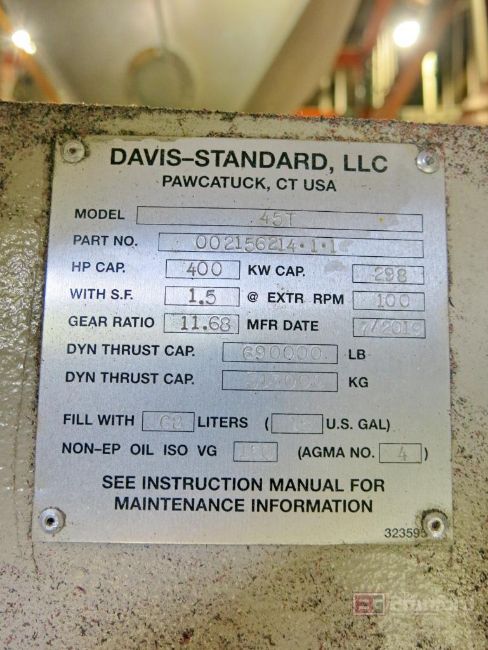 DAVIS–STANDARD, LLC
PAWCATUCK, CT USA
MODEL 45T
PART NO. 002156214·1·1
HP CAP. 400 KW CAP. 298
WITH S.F. 1.5 @ EXTR RPM 100
GEAR RATIO 11.68 MFR DATE 7/2019
DYN THRUST CAP. 690000 LB
DYN THRUST CAP. KG
FILL WITH 68 LITERS ( U.S. GAL)
NON–EP OIL ISO VG (AGMA NO. 4 )
SEE INSTRUCTION MANUAL FOR
MAINTENANCE INFORMATION